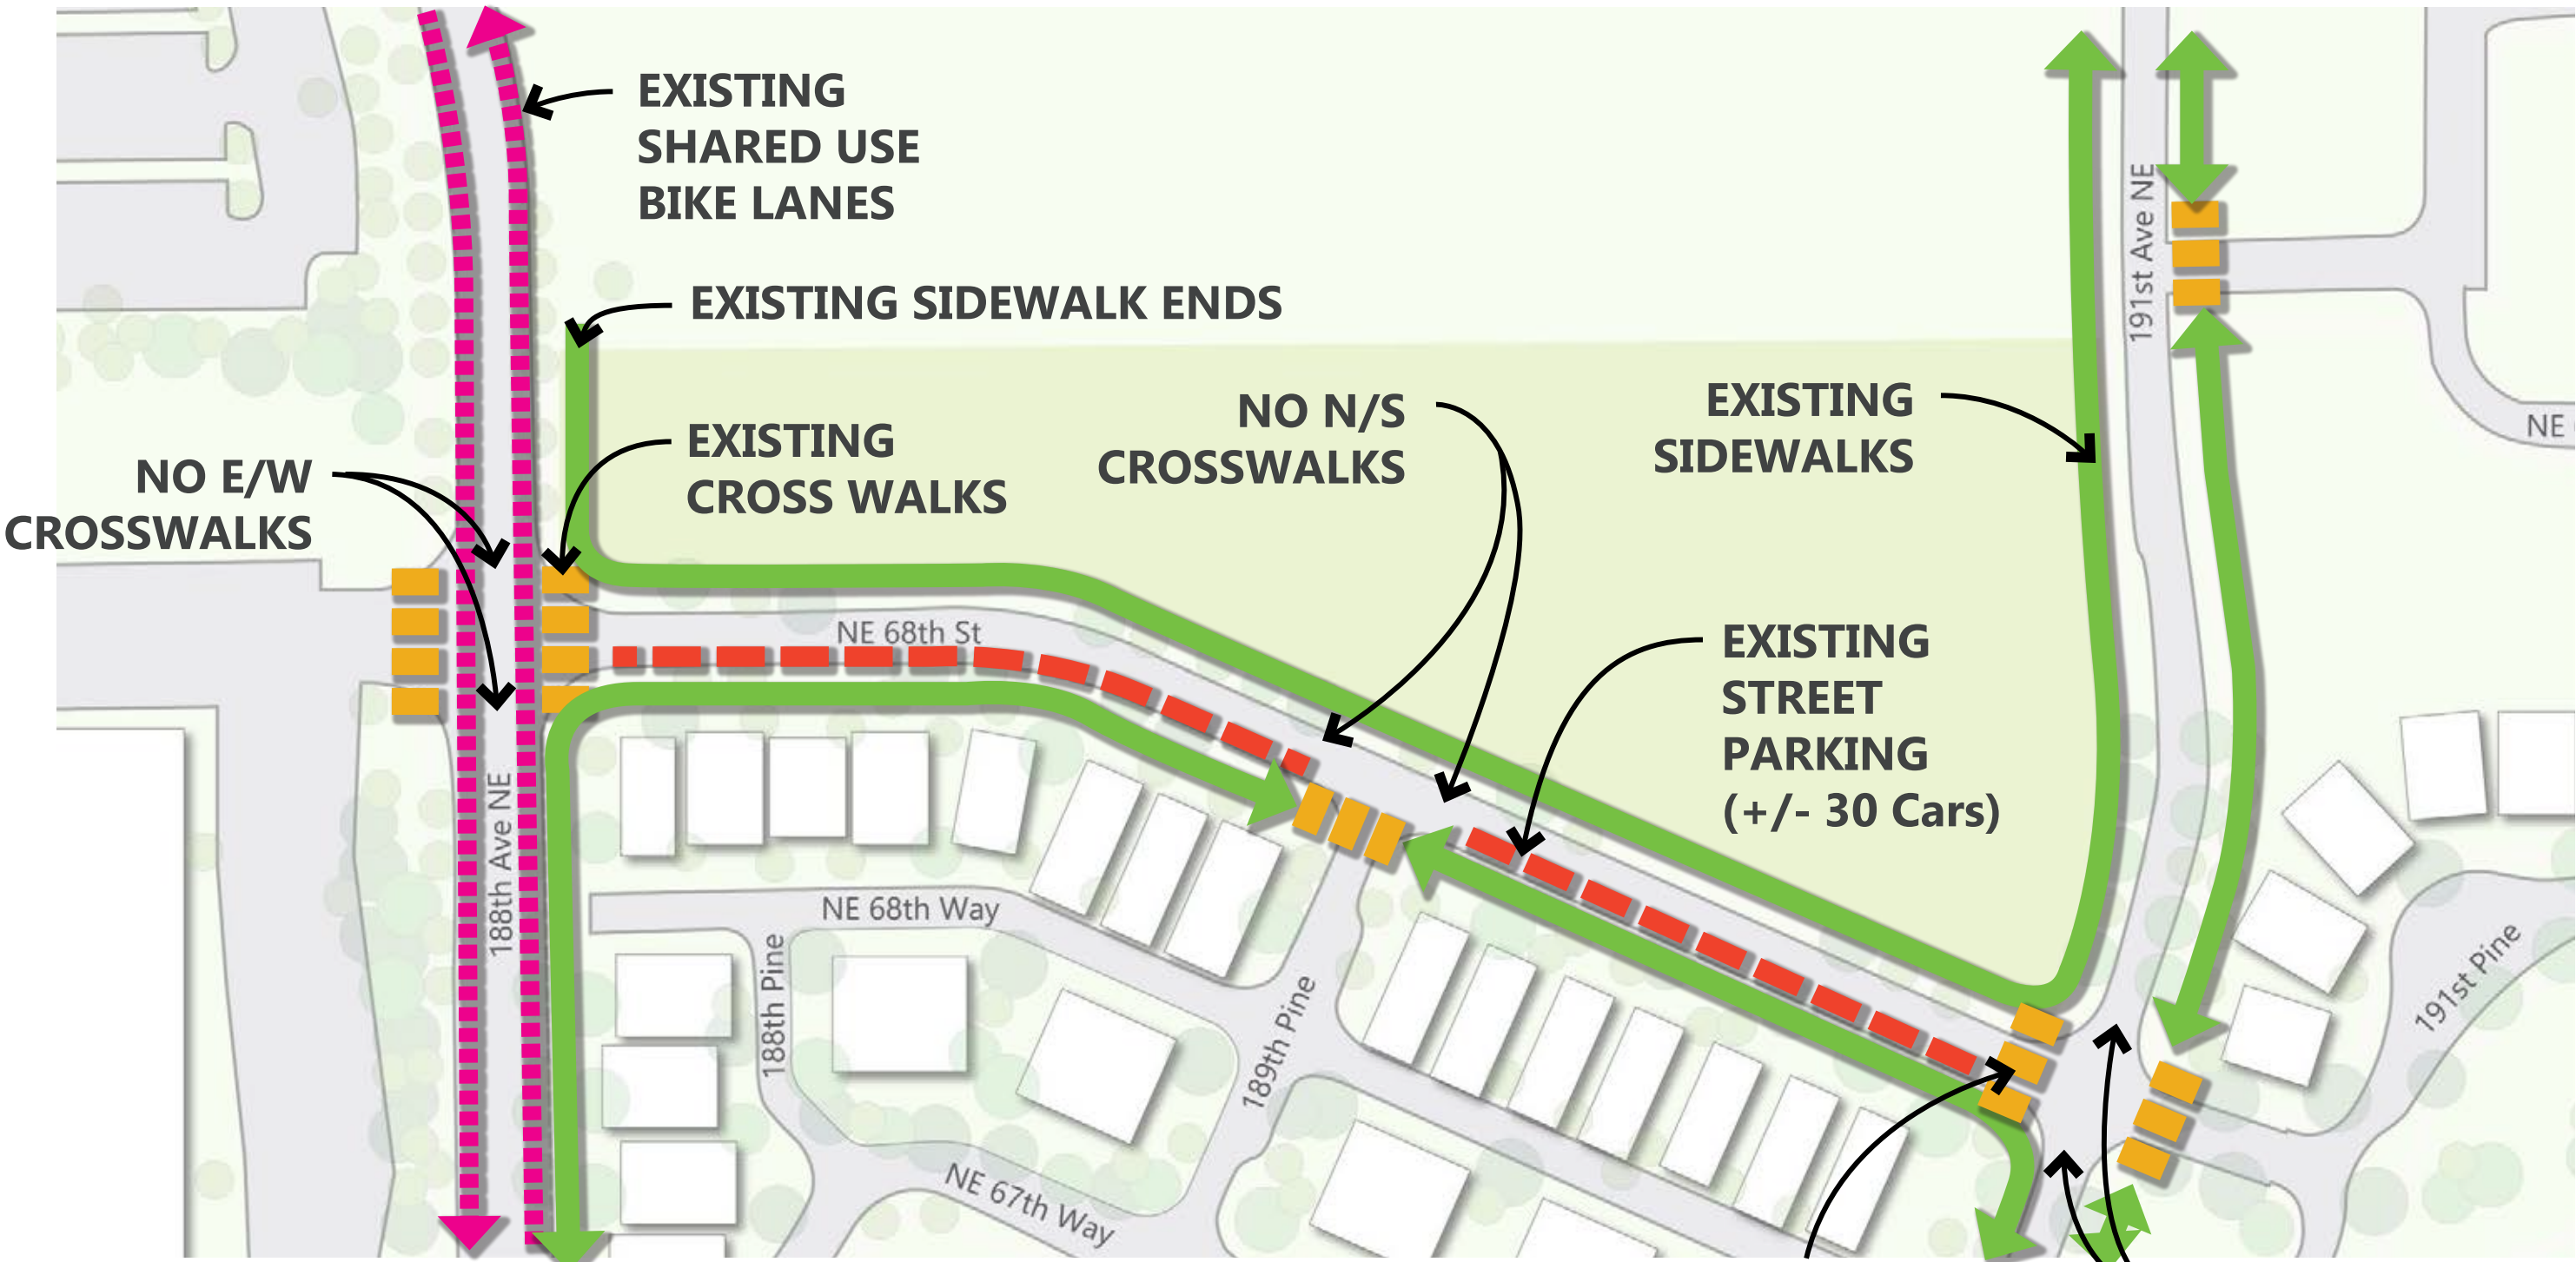 EXISTING
SHARED USE
BIKE LANES
EXISTING SIDEWALK ENDS
EXISTING
CROSS WALKS
NO E/W
CROSSWALKS
NO N/S
CROSSWALKS
EXISTING
SIDEWALKS
EXISTING
STREET
PARKING
(+/- 30 Cars)
191st Ave NE
NE
NE 68th St
188th Ave NE
NE 68th Way
188th Pine
189th Pine
NE 67th Way
191st Pine